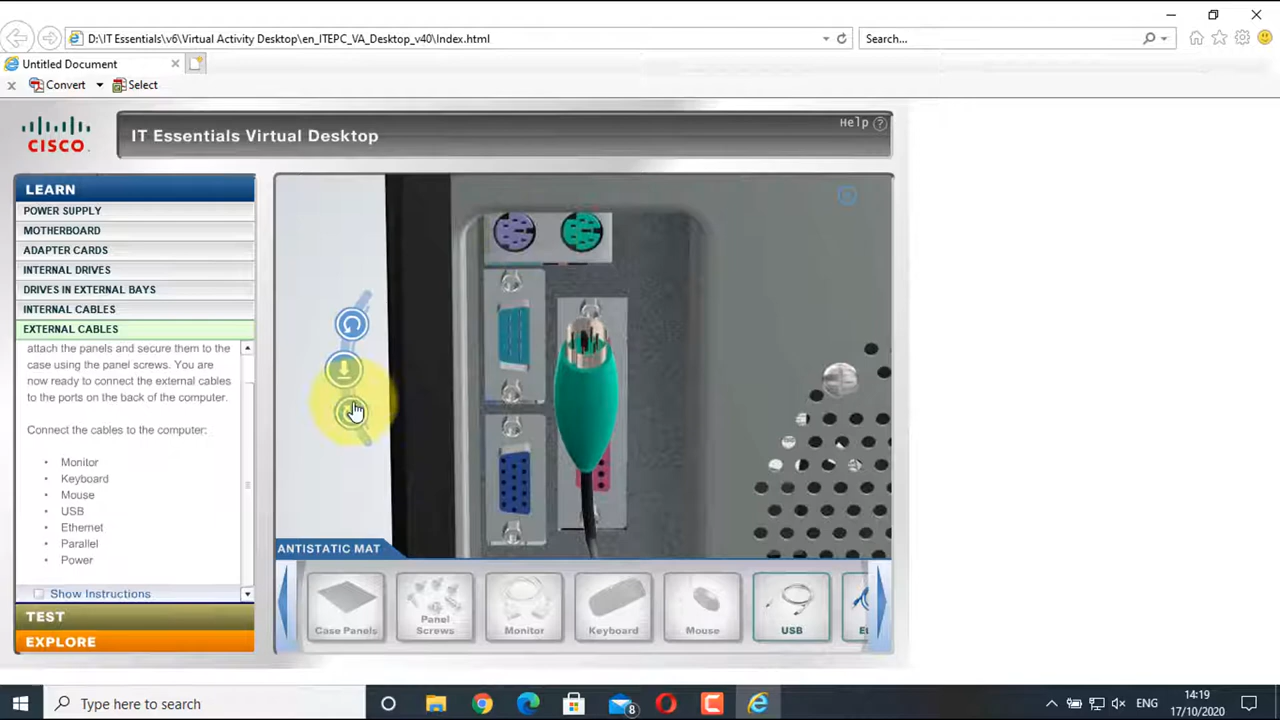 D:\IT Essentials\v6\Virtual Activity Desktop\en_ITEPC_VA_Desktop_v40\Index.html
Search...
Untitled Document
Convert
Select
CISCO
IT Essentials Virtual Desktop
Help ?
LEARN
POWER SUPPLY
MOTHERBOARD
ADAPTER CARDS
INTERNAL DRIVES
DRIVES IN EXTERNAL BAYS
INTERNAL CABLES
EXTERNAL CABLES
attach the panels and secure them to the
case using the panel screws. You are
now ready to connect the external cables
to the ports on the back of the computer.
Connect the cables to the computer:
• Monitor
• Keyboard
• Mouse
• USB
• Ethernet
• Parallel
• Power
Show Instructions
TEST
EXPLORE
ANTISTATIC MAT
Case Panels
Panel
Screws
Monitor
Keyboard
Mouse
USB
Type here to search
8
ENG
14:19
17/10/2020